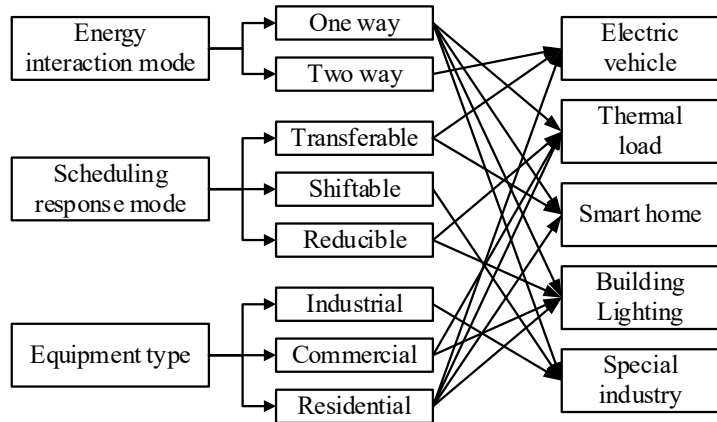 Energy
interaction mode
One way
Two way
Scheduling
response mode
Transferable
Shiftable
Reducible
Equipment type
Industrial
Commercial
Residential
Electric
vehicle
Thermal
load
Smart home
Building
Lighting
Special
industry